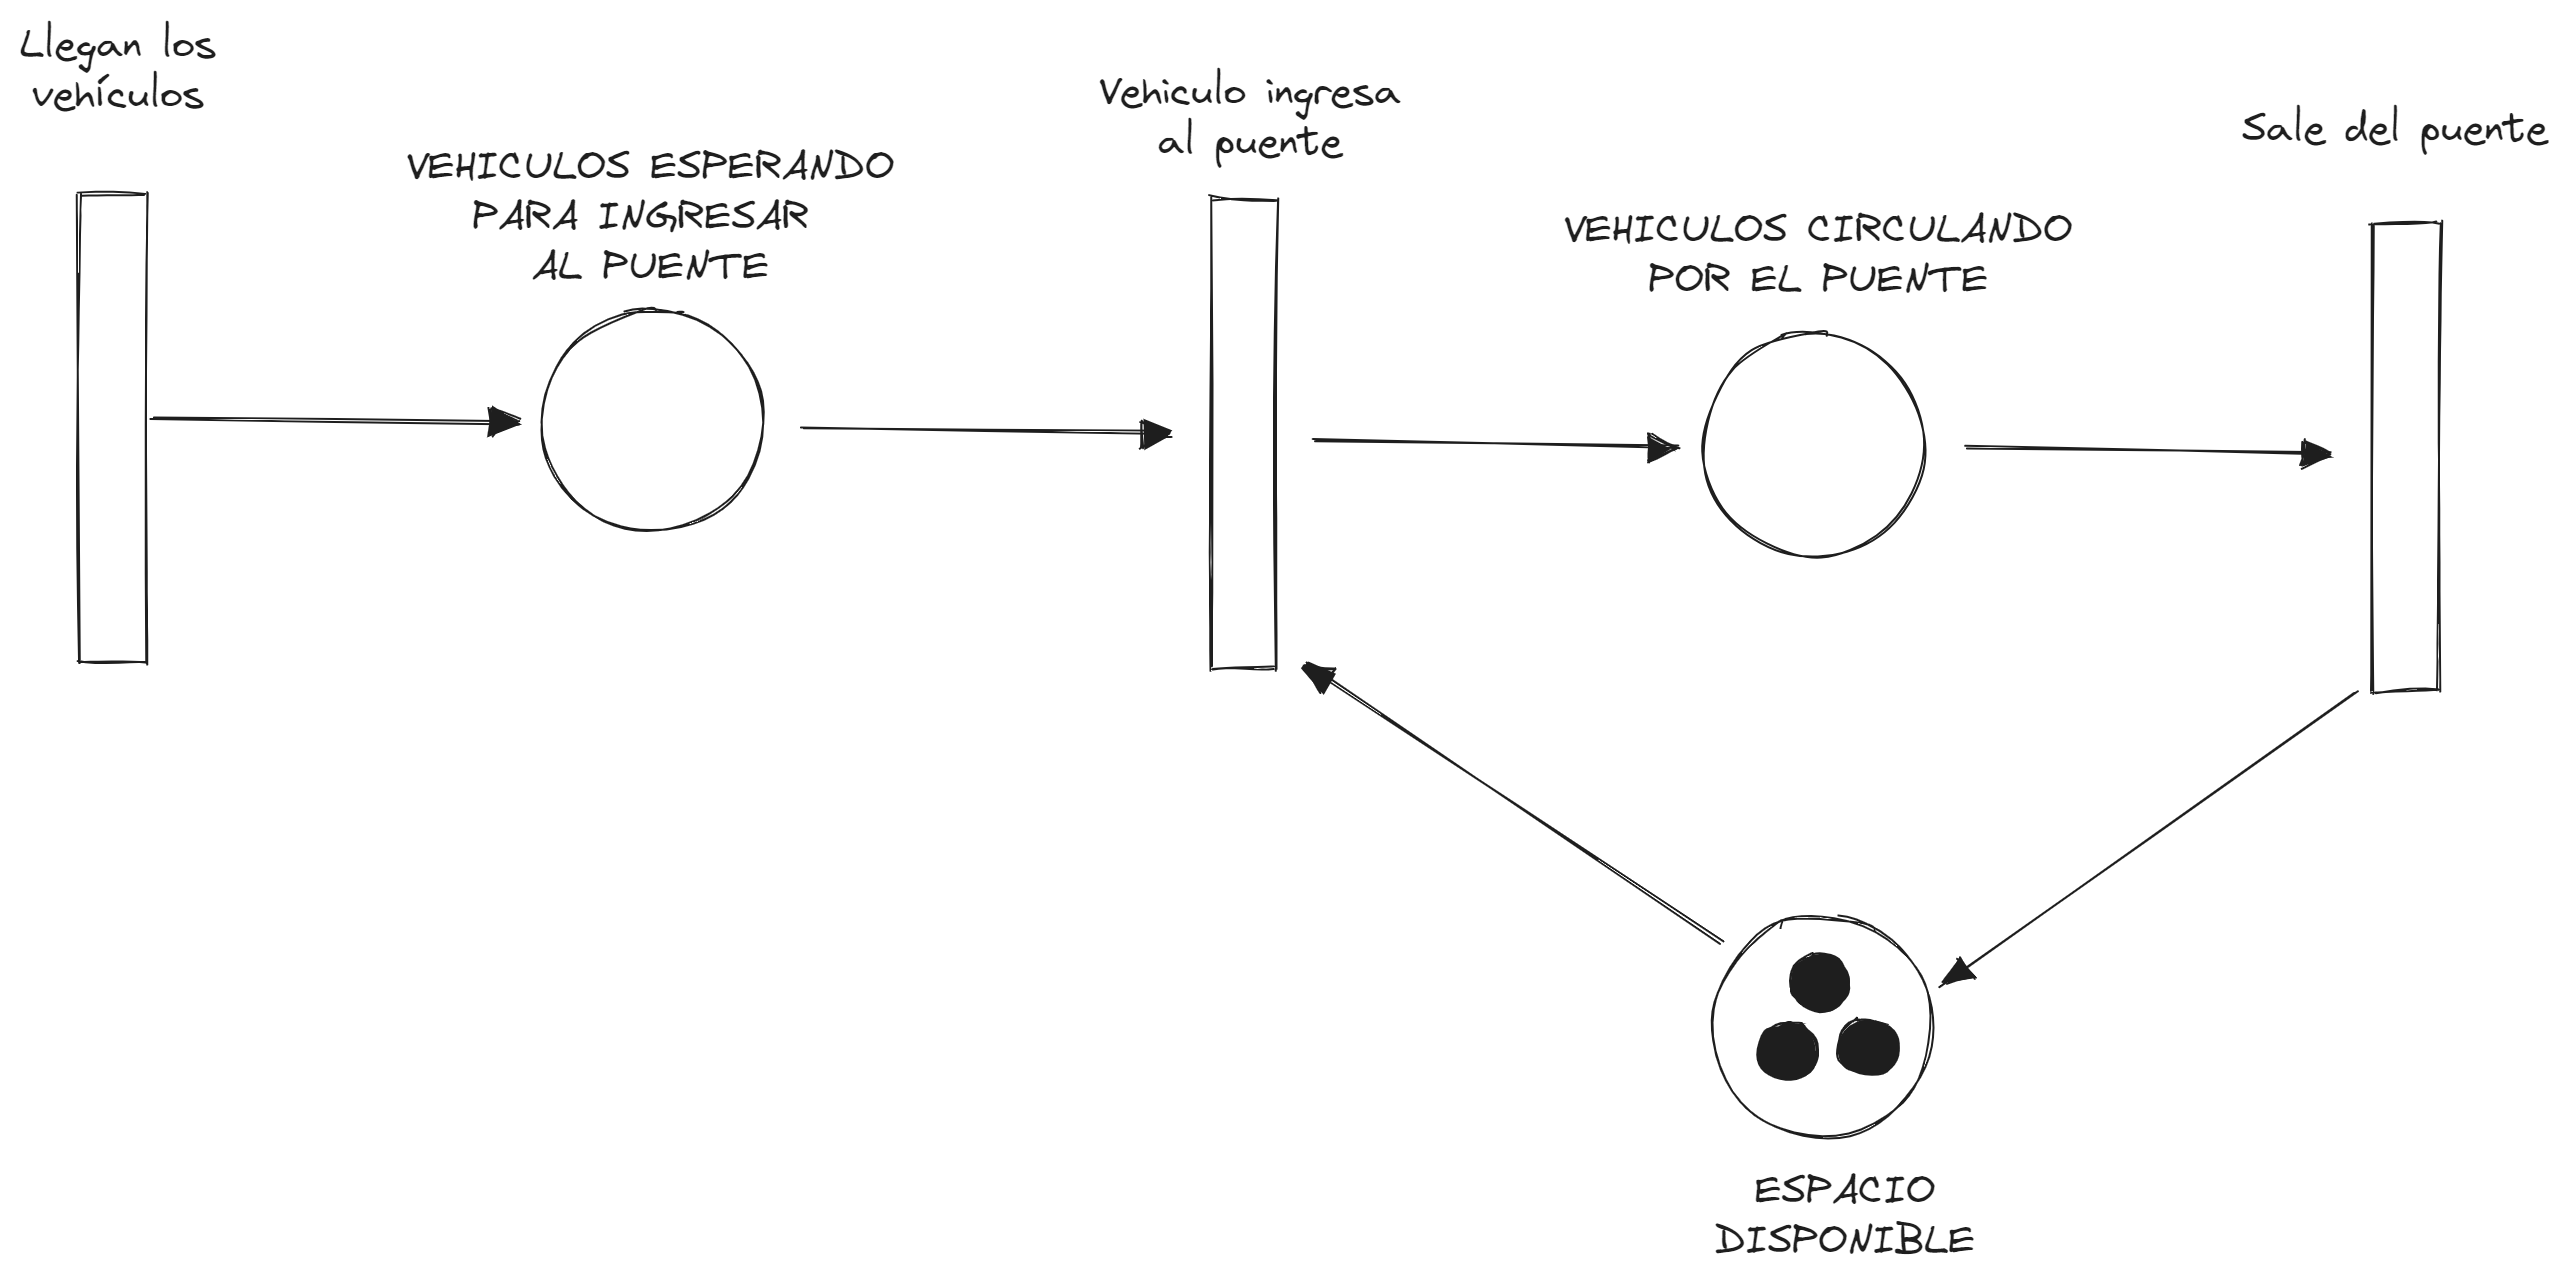 Llegan los
vehículos
VEHICULOS ESPERANDO
PARA INGRESAR
AL PUENTE
Vehiculo ingresa
al puente
VEHICULOS CIRCULANDO
POR EL PUENTE
Sale del puente
ESPACIO
DISPONIBLE